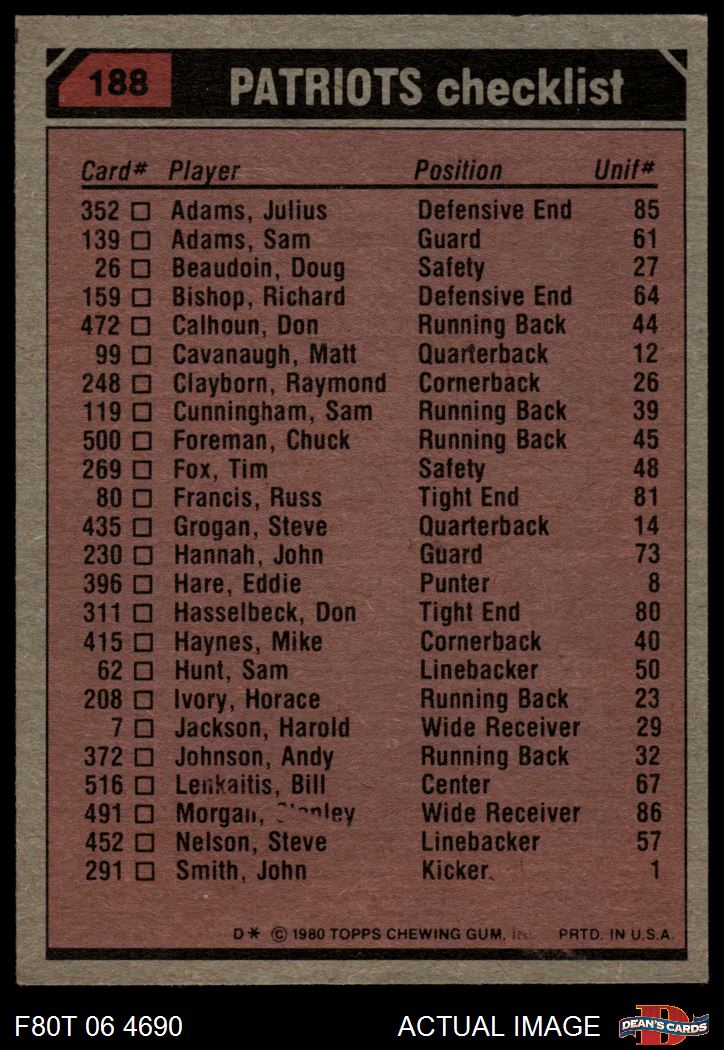 188 PATRIOTS checklist
Card# Player Position Unif#
352 Adams, Julius Defensive End 85
139 Adams, Sam Guard 61
26 Beaudoin, Doug Safety 27
159 Bishop, Richard Defensive End 64
472 Calhoun, Don Running Back 44
99 Cavanaugh, Matt Quarterback 12
248 Clayborn, Raymond Cornerback 26
119 Cunningham, Sam Running Back 39
500 Foreman, Chuck Running Back 45
269 Fox, Tim Safety 48
80 Francis, Russ Tight End 81
435 Grogan, Steve Quarterback 14
230 Hannah, John Guard 73
396 Hare, Eddie Punter 8
311 Hasselbeck, Don Tight End 80
415 Haynes, Mike Cornerback 40
62 Hunt, Sam Linebacker 50
208 Ivory, Horace Running Back 23
7 Jackson, Harold Wide Receiver 29
372 Johnson, Andy Running Back 32
516 Lenkaitis, Bill Center 67
491 Morgan, Wide Receiver 86
452 Nelson, Steve Linebacker 57
291 Smith, John Kicker 1
D* © 1980 TOPPS CHEWING GUM, PRTD. IN U.S.A.
F80T 06 4690 ACTUAL IMAGE DEAN'S CARDS